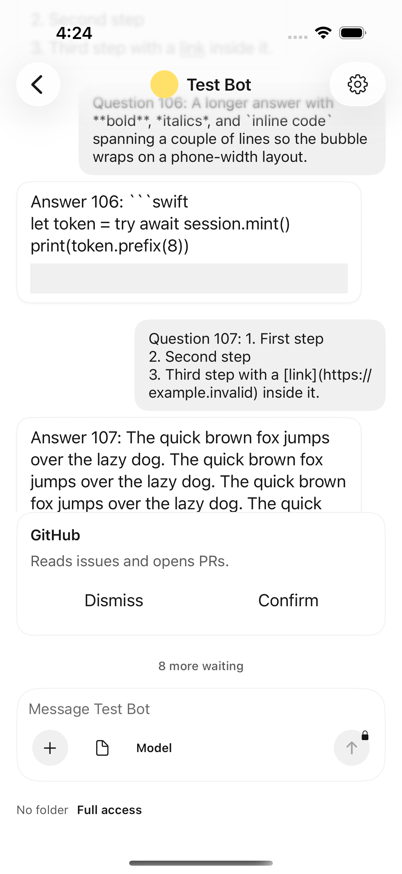 2. Second step
3. Third step with a link inside it.
4:24
Test Bot
Question 106: A longer answer with
**bold**, *italics*, and `inline code`
spanning a couple of lines so the bubble
wraps on a phone-width layout.
Answer 106: ```swift
let token = try await session.mint()
print(token.prefix(8))
Question 107: 1. First step
2. Second step
3. Third step with a [link](https://
example.invalid) inside it.
Answer 107: The quick brown fox jumps
over the lazy dog. The quick brown fox
jumps over the lazy dog. The quick brown
fox jumps over the lazy dog. The quick
GitHub
Reads issues and opens PRs.
Dismiss Confirm
8 more waiting
Message Test Bot
Model
No folder Full access